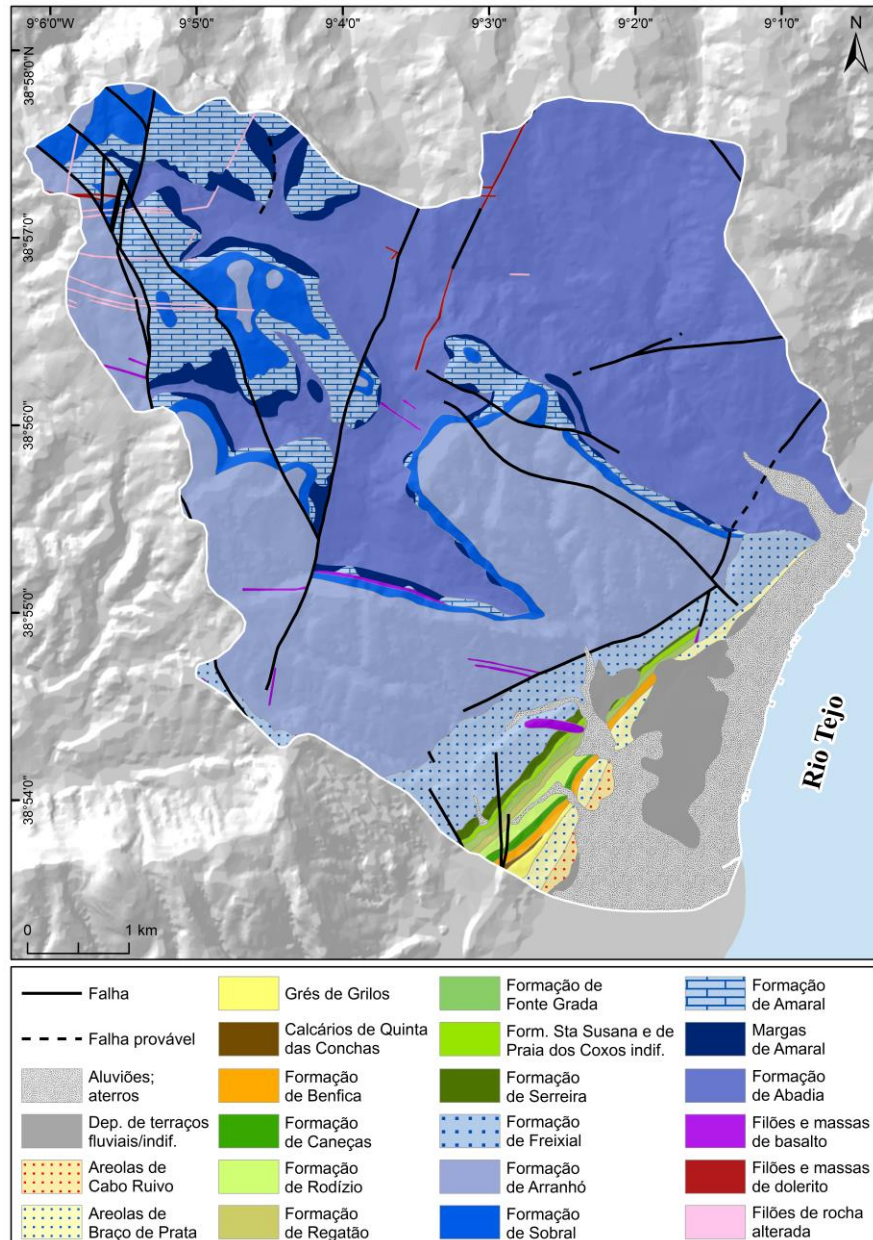 9°6'0"W
9°5'0"
9°4'0"
9°3'0"
9°2'0"
9°1'0"
N
38°58'0"N
38°57'0"
38°56'0"
38°55'0"
38°54'0"
Rio Tejo
0
1 km
Falha
Falha provável
Aluviões;
aterros
Dep. de terraços
fluviais/indif.
Areolas de
Cabo Ruivo
Areolas de
Braço de Prata
Grés de Grilos
Calcários de Quinta
das Conchas
Formação
de Benfica
Formação
de Caneças
Formação
de Rodízio
Formação
de Regatão
Formação de
Fonte Grada
Form. Sta Susana e de
Praia dos Coxos indif.
Formação
de Serreira
Formação
de Freixial
Formação
de Arranhó
Formação
de Sobral
Formação
de Amaral
Margas
de Amaral
Formação
de Abadia
Filões e massas
de basalto
Filões e massas
de dolerito
Filões de rocha
alterada